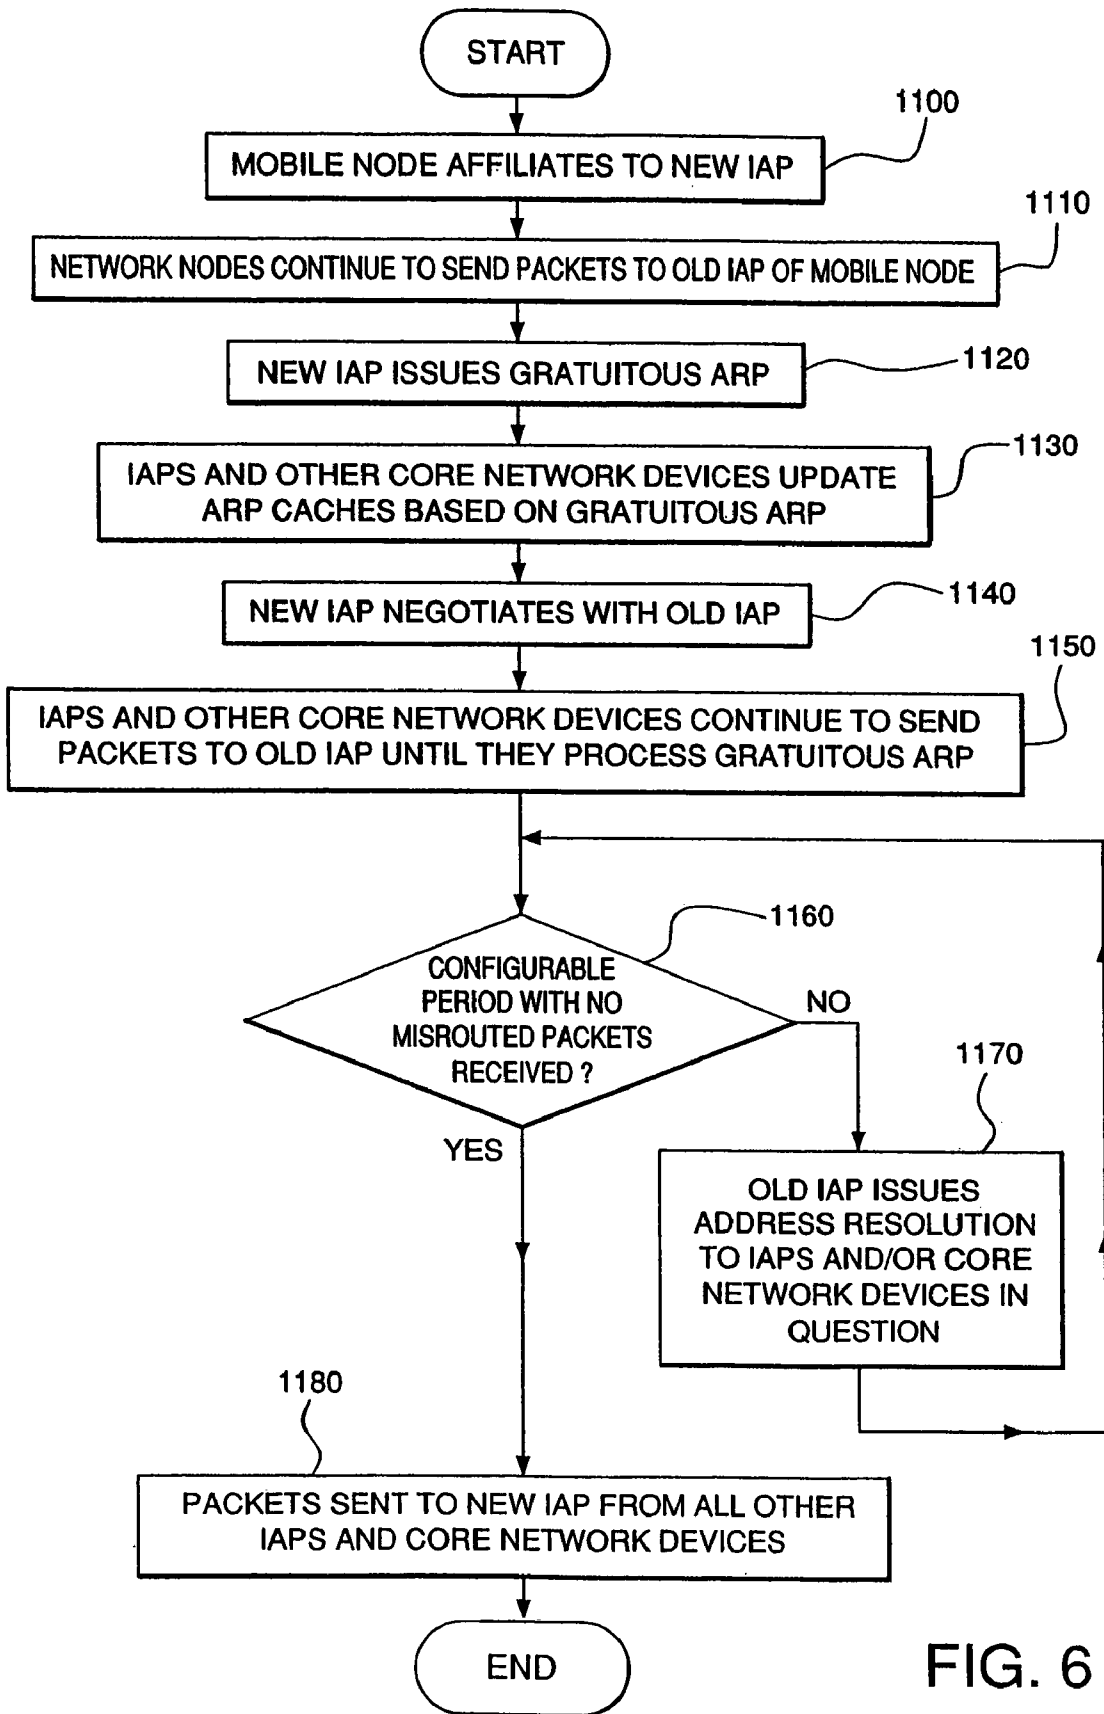 START
1100
MOBILE NODE AFFILIATES TO NEW IAP
1110
NETWORK NODES CONTINUE TO SEND PACKETS TO OLD IAP OF MOBILE NODE
NEW IAP ISSUES GRATUITOUS ARP
1120
IAPS AND OTHER CORE NETWORK DEVICES UPDATE
ARP CACHES BASED ON GRATUITOUS ARP
1130
NEW IAP NEGOTIATES WITH OLD IAP
1140
1150
IAPS AND OTHER CORE NETWORK DEVICES CONTINUE TO SEND
PACKETS TO OLD IAP UNTIL THEY PROCESS GRATUITOUS ARP
1160
CONFIGURABLE
PERIOD WITH NO
MISROUTED PACKETS
RECEIVED ?
NO
YES
1170
OLD IAP ISSUES
ADDRESS RESOLUTION
TO IAPS AND/OR CORE
NETWORK DEVICES IN
QUESTION
1180
PACKETS SENT TO NEW IAP FROM ALL OTHER
IAPS AND CORE NETWORK DEVICES
END
FIG. 6